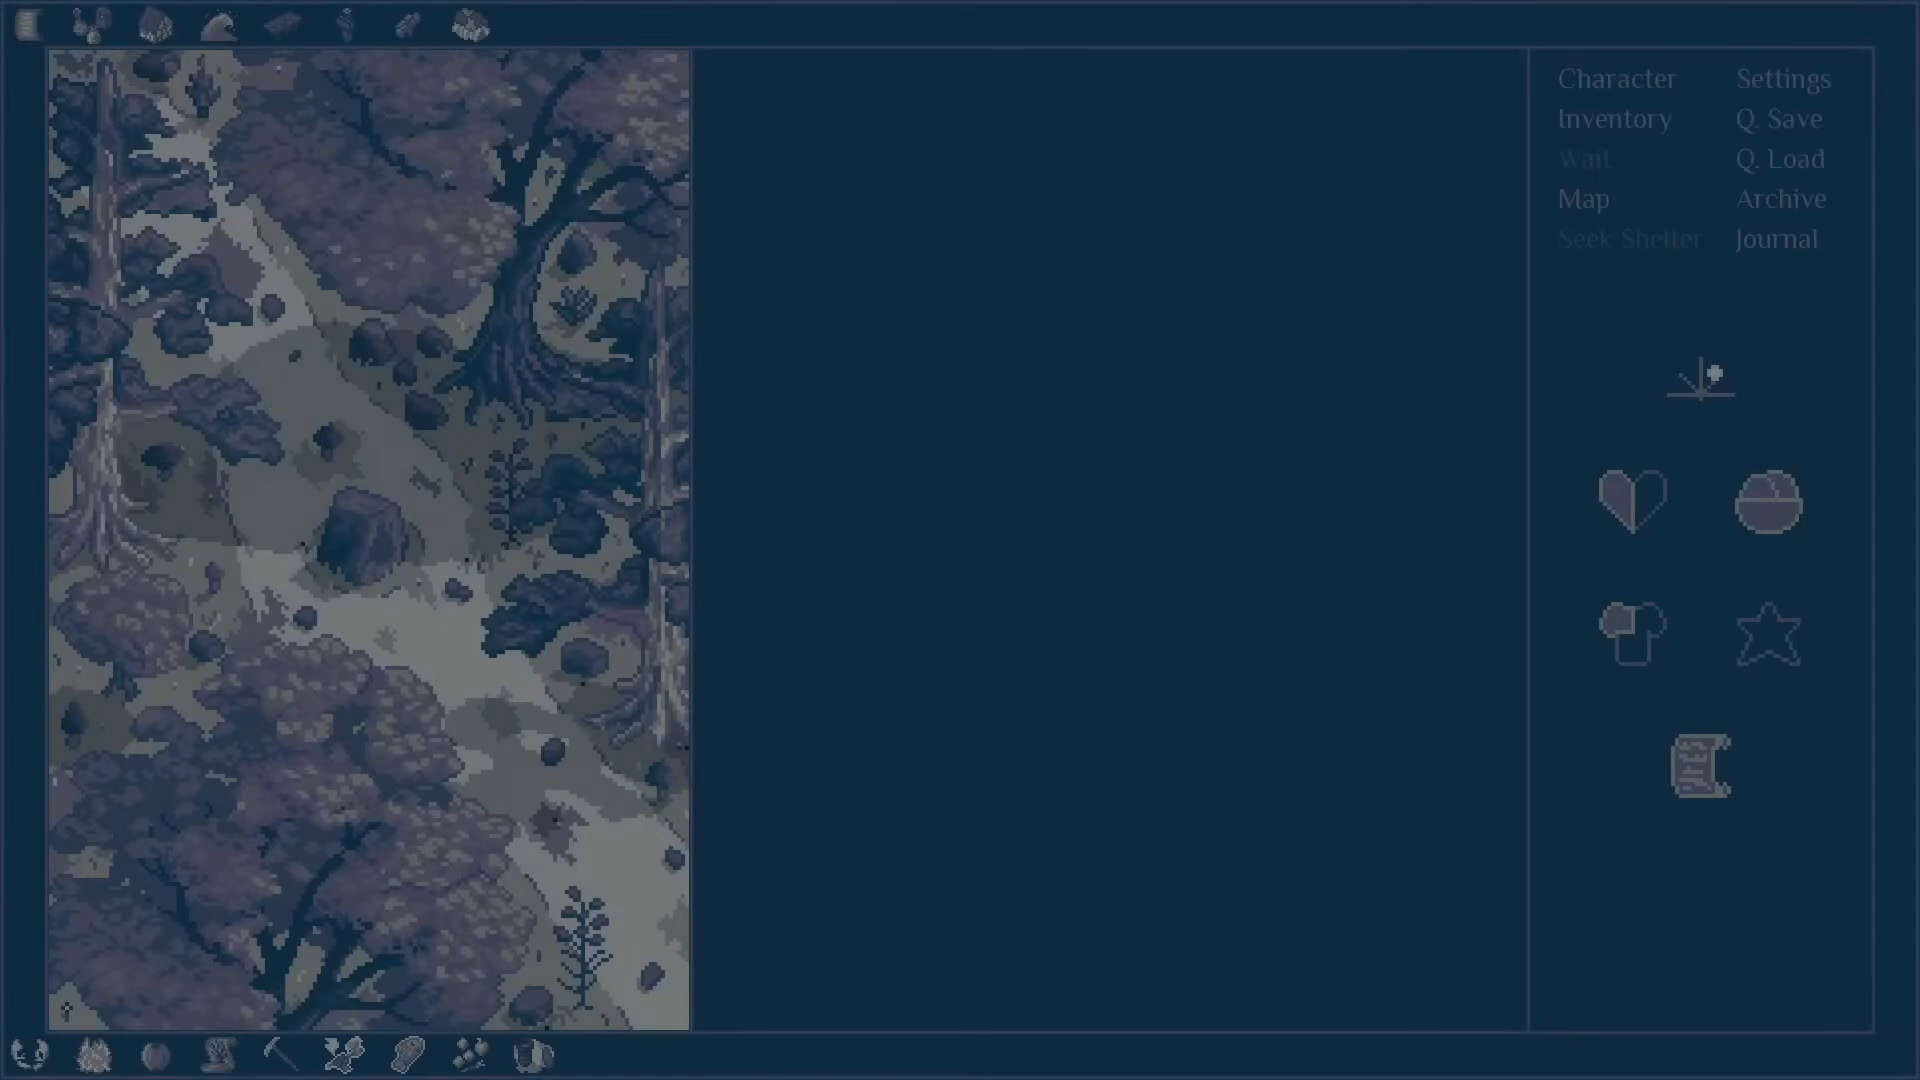 Character
Settings
Inventory
Q. Save
Wait
Q. Load
Map
Archive
Seek Shelter
Journal